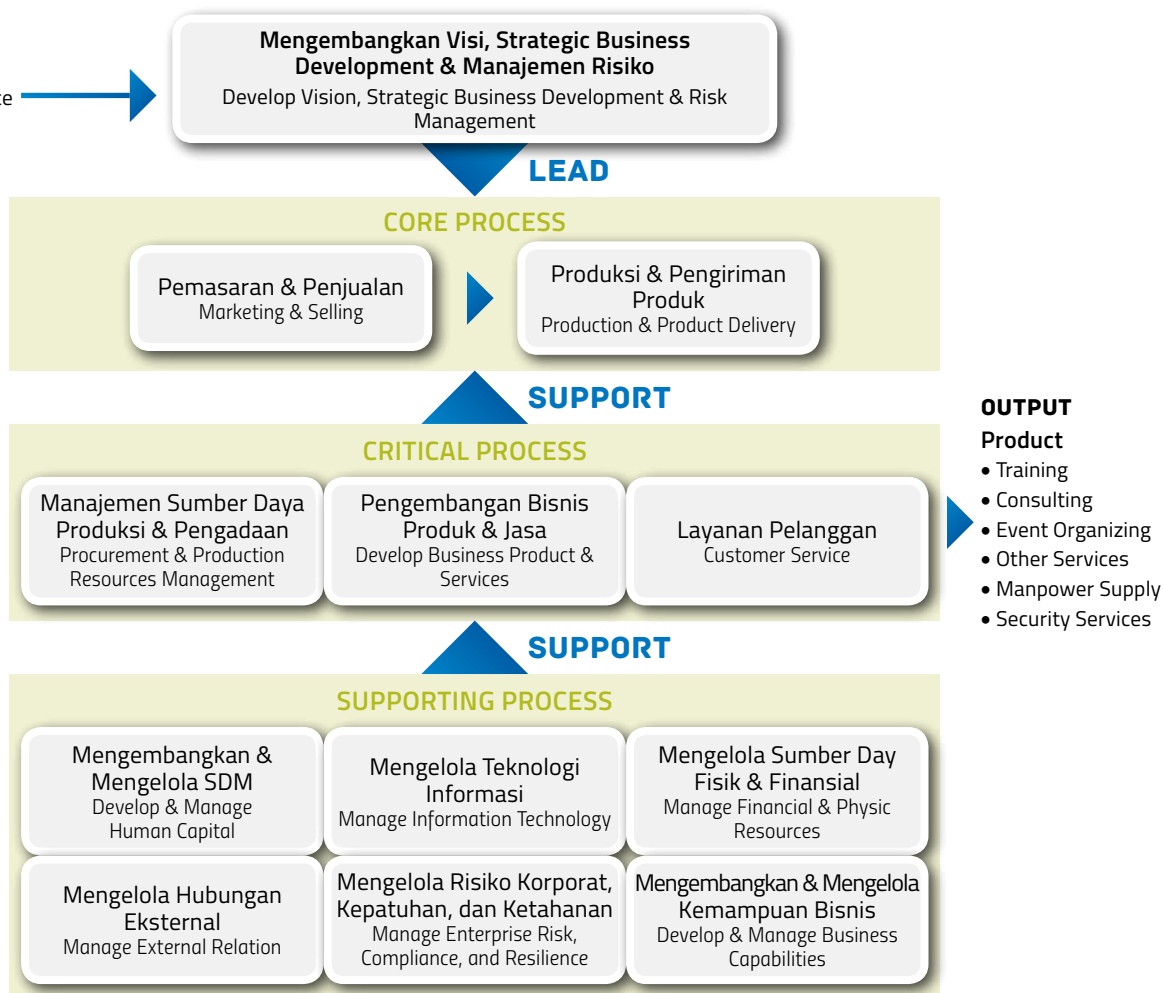 Mengembangkan Visi, Strategic Business
Development & Manajemen Risiko
Develop Vision, Strategic Business Development & Risk
Management
LEAD
CORE PROCESS
Pemasaran & Penjualan
Marketing & Selling
Produksi & Pengiriman
Produk
Production & Product Delivery
SUPPORT
CRITICAL PROCESS
Manajemen Sumber Daya
Produksi & Pengadaan
Procurement & Production
Resources Management
Pengembangan Bisnis
Produk & Jasa
Develop Business Product &
Services
Layanan Pelanggan
Customer Service
SUPPORT
SUPPORTING PROCESS
Mengembangkan &
Mengelola SDM
Develop & Manage
Human Capital
Mengelola Teknologi
Informasi
Manage Information Technology
Mengelola Sumber Day
Fisik & Finansial
Manage Financial & Physic
Resources
Mengelola Hubungan
Eksternal
Manage External Relation
Mengelola Risiko Korporat,
Kepatuhan, dan Ketahanan
Manage Enterprise Risk,
Compliance, and Resilience
Mengembangkan & Mengelola
Kemampuan Bisnis
Develop & Manage Business
Capabilities
OUTPUT
Product
• Training
• Consulting
• Event Organizing
• Other Services
• Manpower Supply
• Security Services